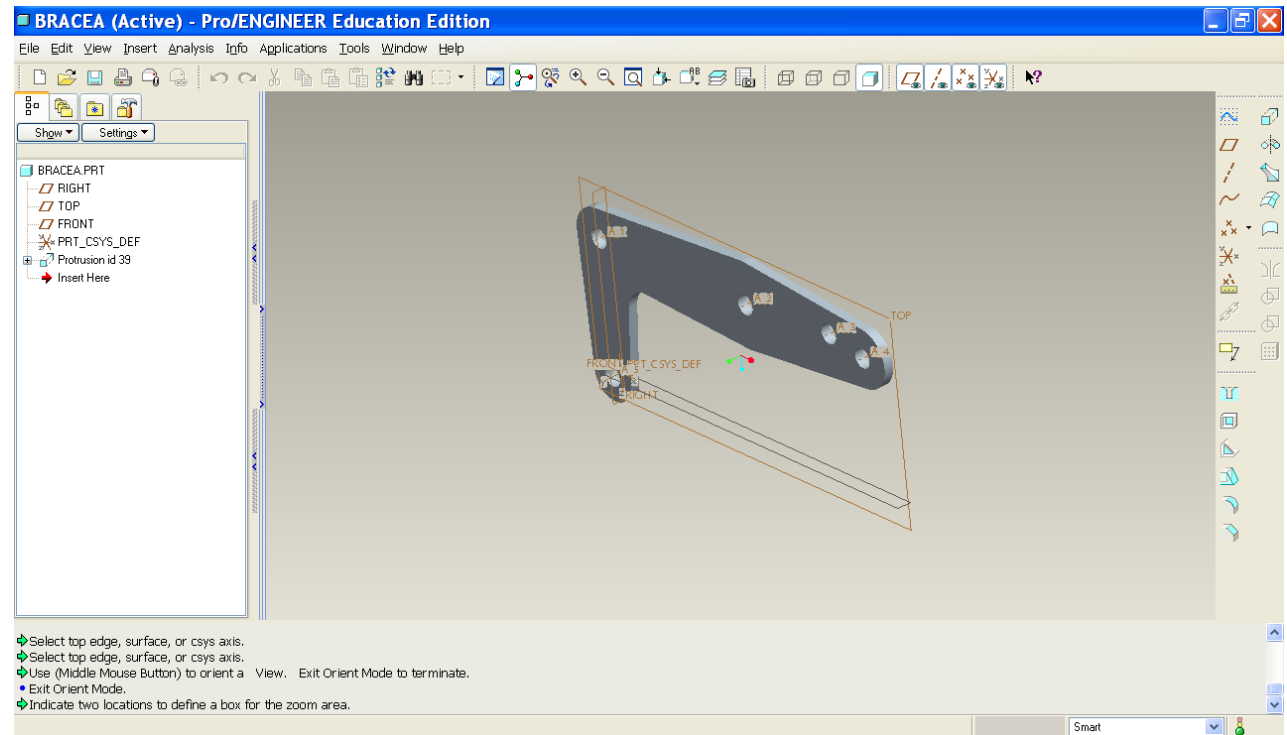 BRACEA (Active) - Pro/ENGINEER Education Edition
File Edit View Insert Analysis Info Applications Tools Window Help
Show Settings
BRACEA.PRT
RIGHT
TOP
FRONT
PRT_CSYS_DEF
Protrusion id 39
Insert Here
A_1
A_2
TOP
A_3
A_4
FRONT PRT_CSYS_DEF
A_5
RIGHT
Select top edge, surface, or csys axis.
Select top edge, surface, or csys axis.
Use (Middle Mouse Button) to orient a View. Exit Orient Mode to terminate.
Exit Orient Mode.
Indicate two locations to define a box for the zoom area.
Smart